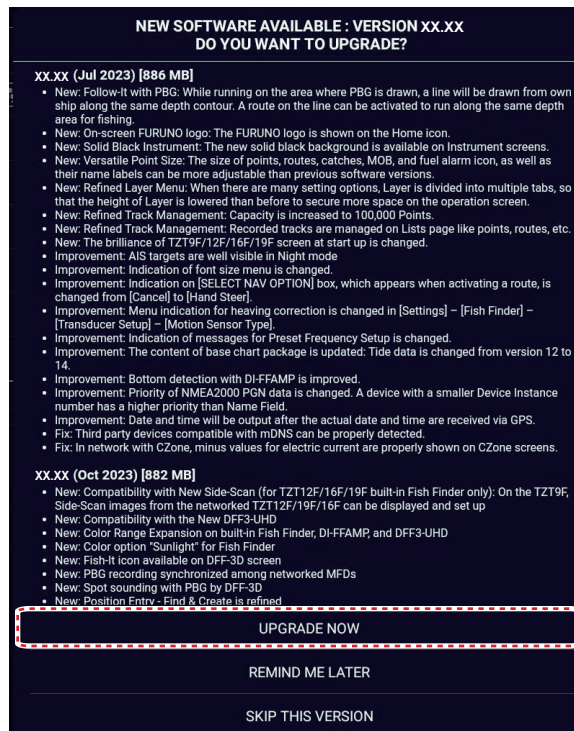 NEW SOFTWARE AVAILABLE : VERSION XX.XX
DO YOU WANT TO UPGRADE?
XX.XX (Jul 2023) [886 MB]
• New: Follow-It with PBG: While running on the area where PBG is drawn, a line will be drawn from own
ship along the same depth contour. A route on the line can be activated to run along the same depth
area for fishing.
• New: On-screen FURUNO logo: The FURUNO logo is shown on the Home icon.
• New: Solid Black Instrument: The new solid black background is available on Instrument screens.
• New: Versatile Point Size: The size of points, routes, catches, MOB, and fuel alarm icon, as well as
their name labels can be more adjustable than previous software versions.
• New: Refined Layer Menu: When there are many setting options, Layer is divided into multiple tabs, so
that the height of Layer is lowered than before to secure more space on the operation screen.
• New: Refined Track Management: Capacity is increased to 100,000 Points.
• New: Refined Track Management: Recorded tracks are managed on Lists page like points, routes, etc.
• New: The brilliance of TZT9F/12F/16F/19F screen at start up is changed.
• Improvement: AIS targets are well visible in Night mode
• Improvement: Indication of font size menu is changed.
• Improvement: Indication on [SELECT NAV OPTION] box, which appears when activating a route, is
changed from [Cancel] to [Hand Steer].
• Improvement: Menu indication for heaving correction is changed in [Settings] – [Fish Finder] –
[Transducer Setup] – [Motion Sensor Type].
• Improvement: Indication of messages for Preset Frequency Setup is changed.
• Improvement: The content of base chart package is updated: Tide data is changed from version 12 to
14.
• Improvement: Bottom detection with DI-FFAMP is improved.
• Improvement: Priority of NMEA2000 PGN data is changed. A device with a smaller Device Instance
number has a higher priority than Name Field.
• Improvement: Date and time will be output after the actual date and time are received via GPS.
• Fix: Third party devices compatible with mDNS can be properly detected.
• Fix: In network with CZone, minus values for electric current are properly shown on CZone screens.
XX.XX (Oct 2023) [882 MB]
• New: Compatibility with New Side-Scan (for TZT12F/16F/19F built-in Fish Finder only): On the TZT9F,
Side-Scan images from the networked TZT12F/19F/16F can be displayed and set up
• New: Compatibility with the New DFF3-UHD
• New: Color Range Expansion on built-in Fish Finder, DI-FFAMP, and DFF3-UHD
• New: Color option "Sunlight" for Fish Finder
• New: Fish-It icon available on DFF-3D screen
• New: PBG recording synchronized among networked MFDs
• New: Spot sounding with PBG by DFF-3D
• New: Position Entry - Find & Create is refined
UPGRADE NOW
REMIND ME LATER
SKIP THIS VERSION